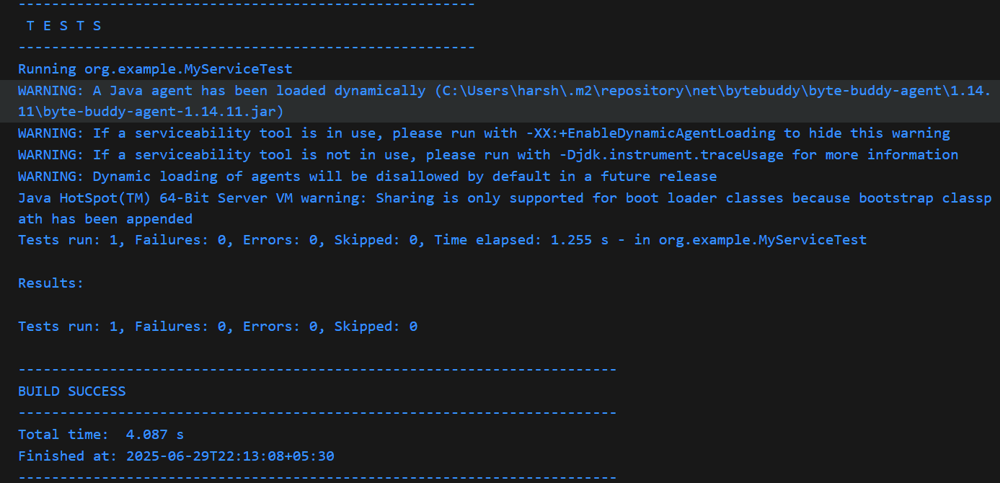 -------------------------------------------------------
 T E S T S
-------------------------------------------------------
Running org.example.MyServiceTest
WARNING: A Java agent has been loaded dynamically (C:\Users\harsh\.m2\repository\net\bytebuddy\byte-buddy-agent\1.14.
11\byte-buddy-agent-1.14.11.jar)
WARNING: If a serviceability tool is in use, please run with -XX:+EnableDynamicAgentLoading to hide this warning
WARNING: If a serviceability tool is not in use, please run with -Djdk.instrument.traceUsage for more information
WARNING: Dynamic loading of agents will be disallowed by default in a future release
Java HotSpot(TM) 64-Bit Server VM warning: Sharing is only supported for boot loader classes because bootstrap classp
ath has been appended
Tests run: 1, Failures: 0, Errors: 0, Skipped: 0, Time elapsed: 1.255 s - in org.example.MyServiceTest

Results:

Tests run: 1, Failures: 0, Errors: 0, Skipped: 0

------------------------------------------------------------------------
BUILD SUCCESS
------------------------------------------------------------------------
Total time:  4.087 s
Finished at: 2025-06-29T22:13:08+05:30
------------------------------------------------------------------------